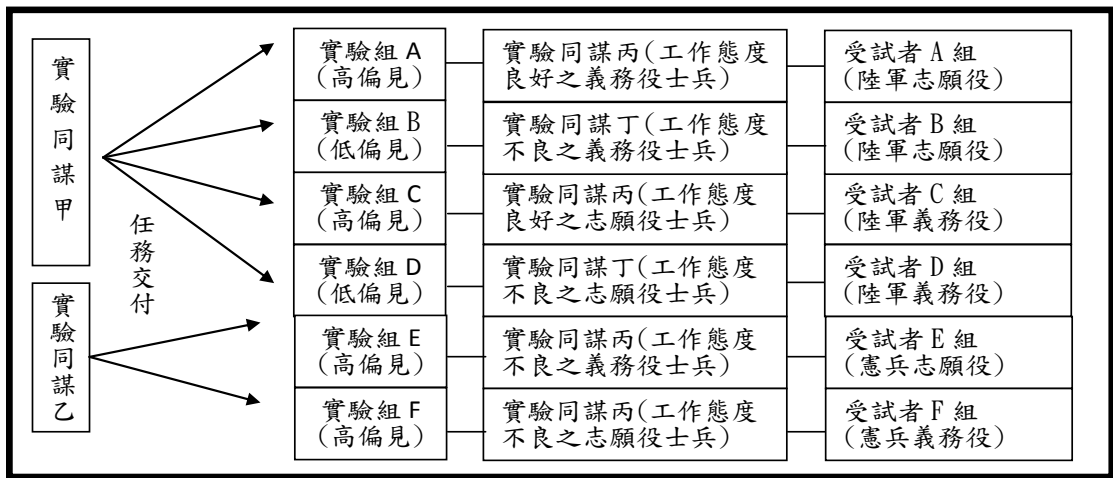 實驗同謀甲
任務交付
實驗同謀乙
實驗組 A
(高偏見)
實驗同謀丙(工作態度
良好之義務役士兵)
受試者 A 組
(陸軍志願役)
實驗組 B
(低偏見)
實驗同謀丁(工作態度
不良之義務役士兵)
受試者 B 組
(陸軍志願役)
實驗組 C
(高偏見)
實驗同謀丙(工作態度
良好之志願役士兵)
受試者 C 組
(陸軍義務役)
實驗組 D
(低偏見)
實驗同謀丁(工作態度
不良之志願役士兵)
受試者 D 組
(陸軍義務役)
實驗組 E
(高偏見)
實驗同謀丙(工作態度
不良之義務役士兵)
受試者 E 組
(憲兵志願役)
實驗組 F
(高偏見)
實驗同謀丙(工作態度
不良之志願役士兵)
受試者 F 組
(憲兵義務役)